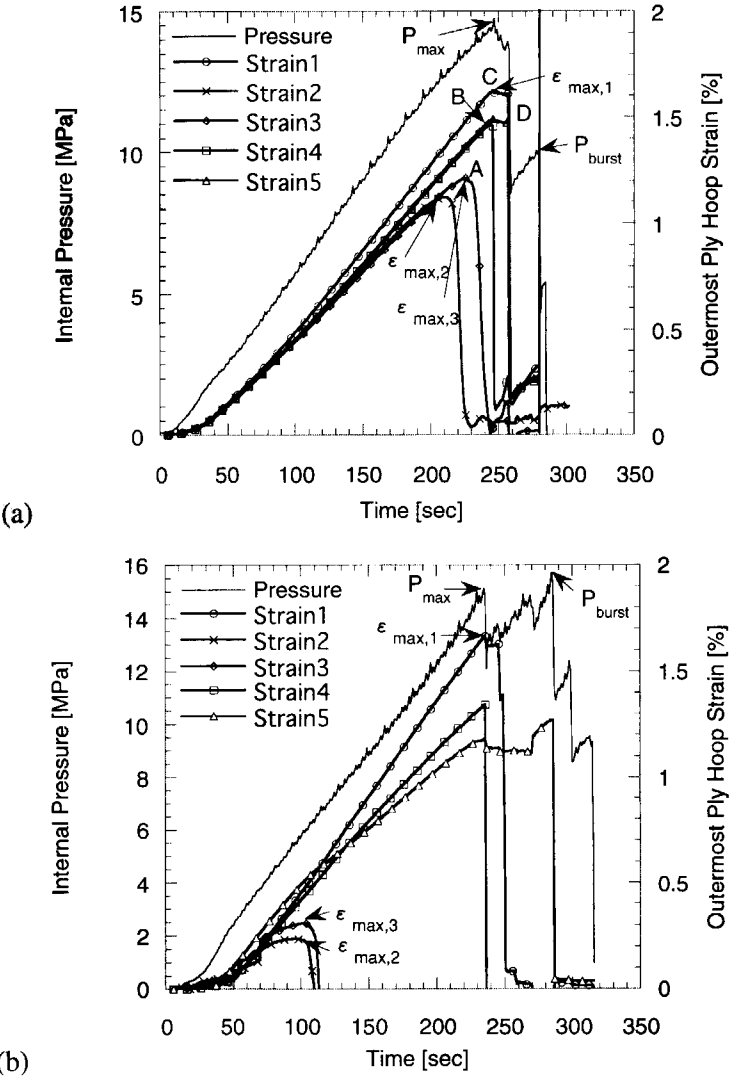 15
10
5
0
Internal Pressure [MPa]
Pressure
Strain1
Strain2
Strain3
Strain4
Strain5
P max
C
ε max,1
B
D
P burst
A
ε max,2
ε max,3
2
1.5
1
0.5
0
Outermost Ply Hoop Strain [%]
0 50 100 150 200 250 300 350
Time [sec]
(a)
16
14
12
10
8
6
4
2
0
Internal Pressure [MPa]
Pressure
Strain1
Strain2
Strain3
Strain4
Strain5
P max
ε max,1
P burst
ε max,3
ε max,2
2
1.5
1
0.5
0
Outermost Ply Hoop Strain [%]
0 50 100 150 200 250 300 350
Time [sec]
(b)